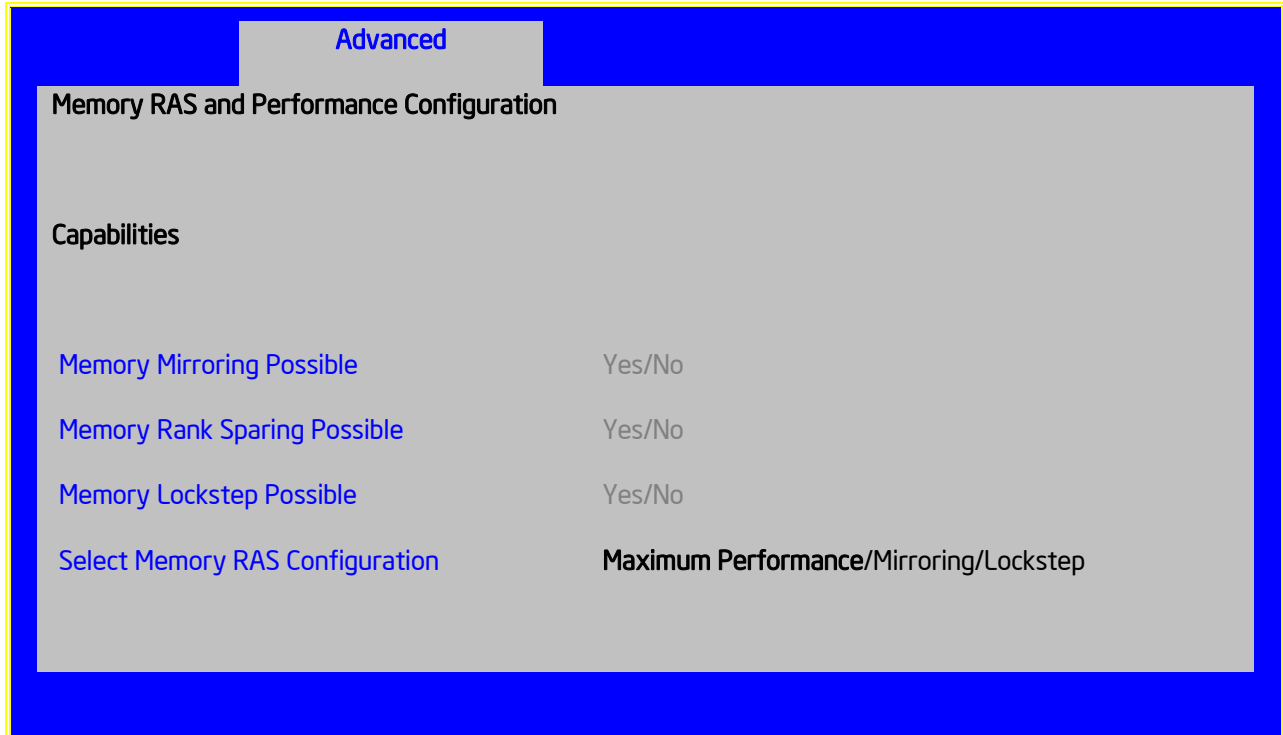 Advanced
Memory RAS and Performance Configuration
Capabilities
Memory Mirroring Possible Yes/No
Memory Rank Sparing Possible Yes/No
Memory Lockstep Possible Yes/No
Select Memory RAS Configuration Maximum Performance/Mirroring/Lockstep